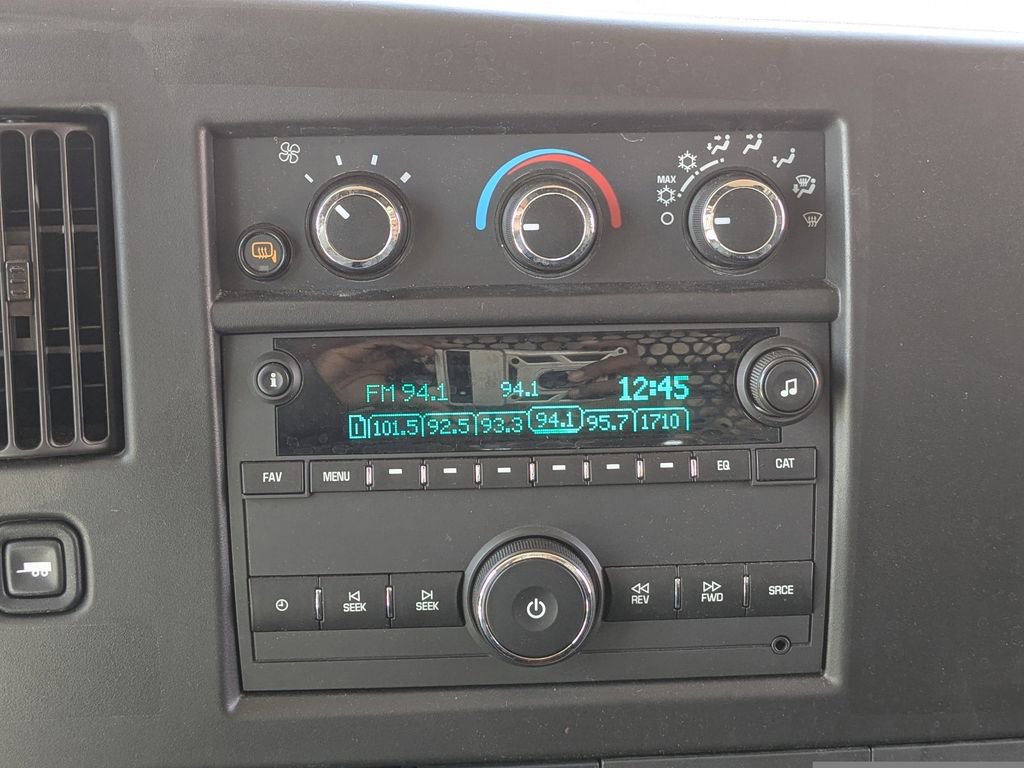 MAX
i
FM 94.1 94.1 12:45
1 101.5 92.5 93.3 94.1 95.7 1710
FAV MENU EQ CAT
SEEK SEEK REV FWD SRCE